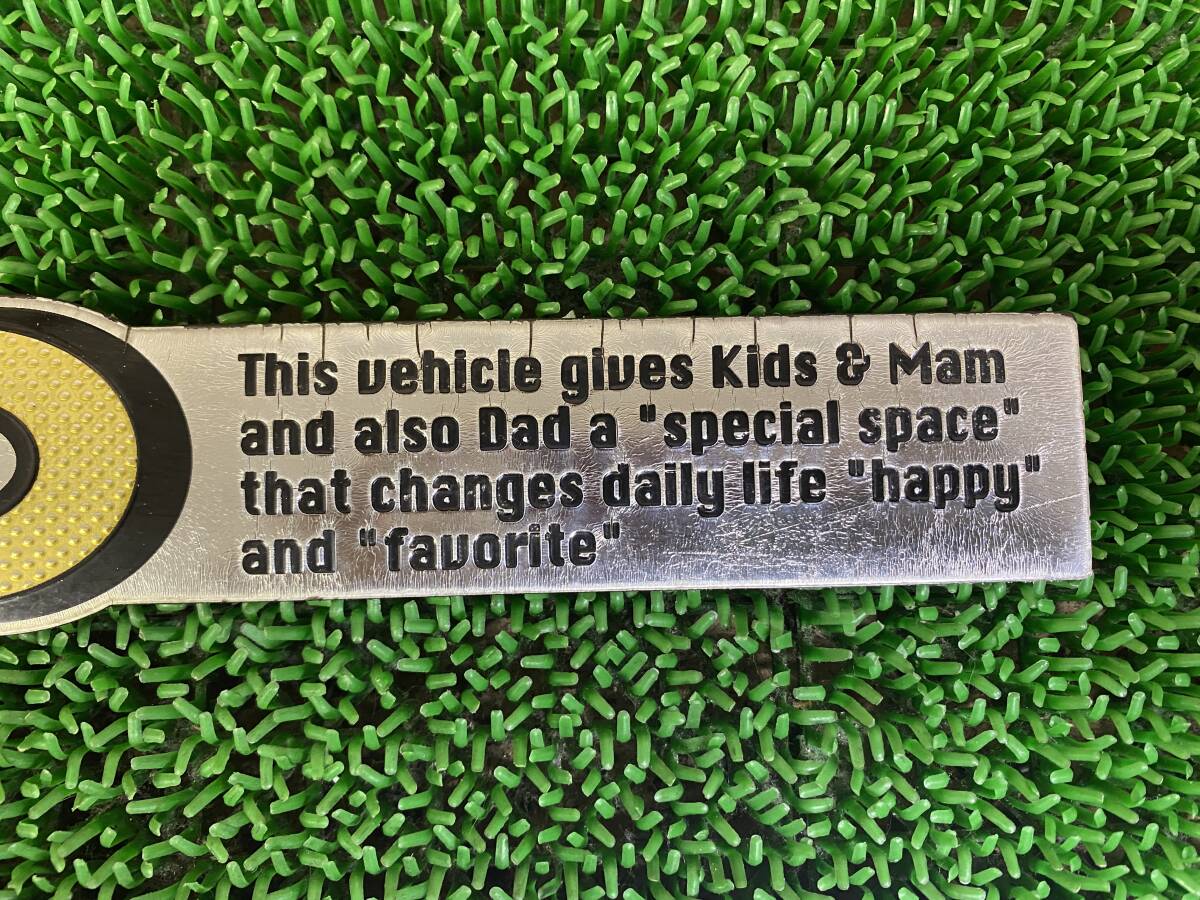 This vehicle gives Kids & Mam
and also Dad a "special space"
that changes daily life "happy"
and "favorite"